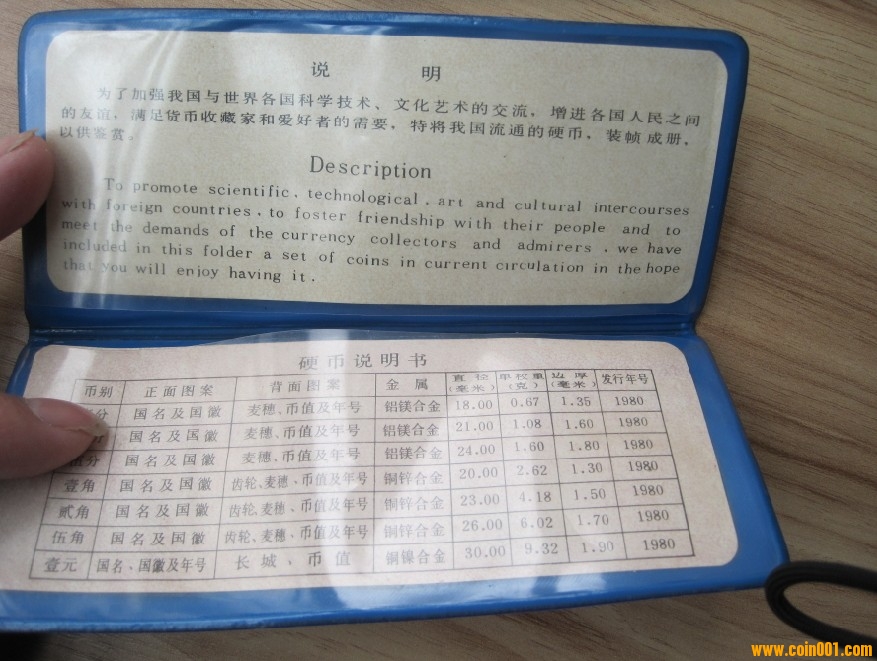 说 明
为了加强我国与世界各国科学技术、文化艺术的交流，增进各国人民之间
的友谊，满足货币收藏家和爱好者的需要，特将我国流通的硬币，装帧成册，
以供鉴赏。
Description
To promote scientific, technological, art and cultural intercourses
with foreign countries, to foster friendship with their people and to
meet the demands of the currency collectors and admirers, we have
included in this folder a set of coins in current circulation in the hope
that you will enjoy having it.
硬币说明书
币别 正面图案 背面图案 金属 直径(毫米) 单枚重(克) 边厚(毫米) 发行年号
分 国名及国徽 麦穗、币值及年号 铝镁合金 18.00 0.67 1.35 1980
国名及国徽 麦穗、币值及年号 铝镁合金 21.00 1.08 1.60 1980
分 国名及国徽 麦穗、币值及年号 铝镁合金 24.00 1.60 1.80 1980
壹角 国名及国徽 齿轮、麦穗、币值及年号 铜锌合金 20.00 2.62 1.30 1980
贰角 国名及国徽 齿轮、麦穗、币值及年号 铜锌合金 23.00 4.18 1.50 1980
伍角 国名及国徽 齿轮、麦穗、币值及年号 铜锌合金 26.00 6.02 1.70 1980
壹元 国名、国徽及年号 长城、币值 铜镍合金 30.00 9.32 1.90 1980
www.coin001.com